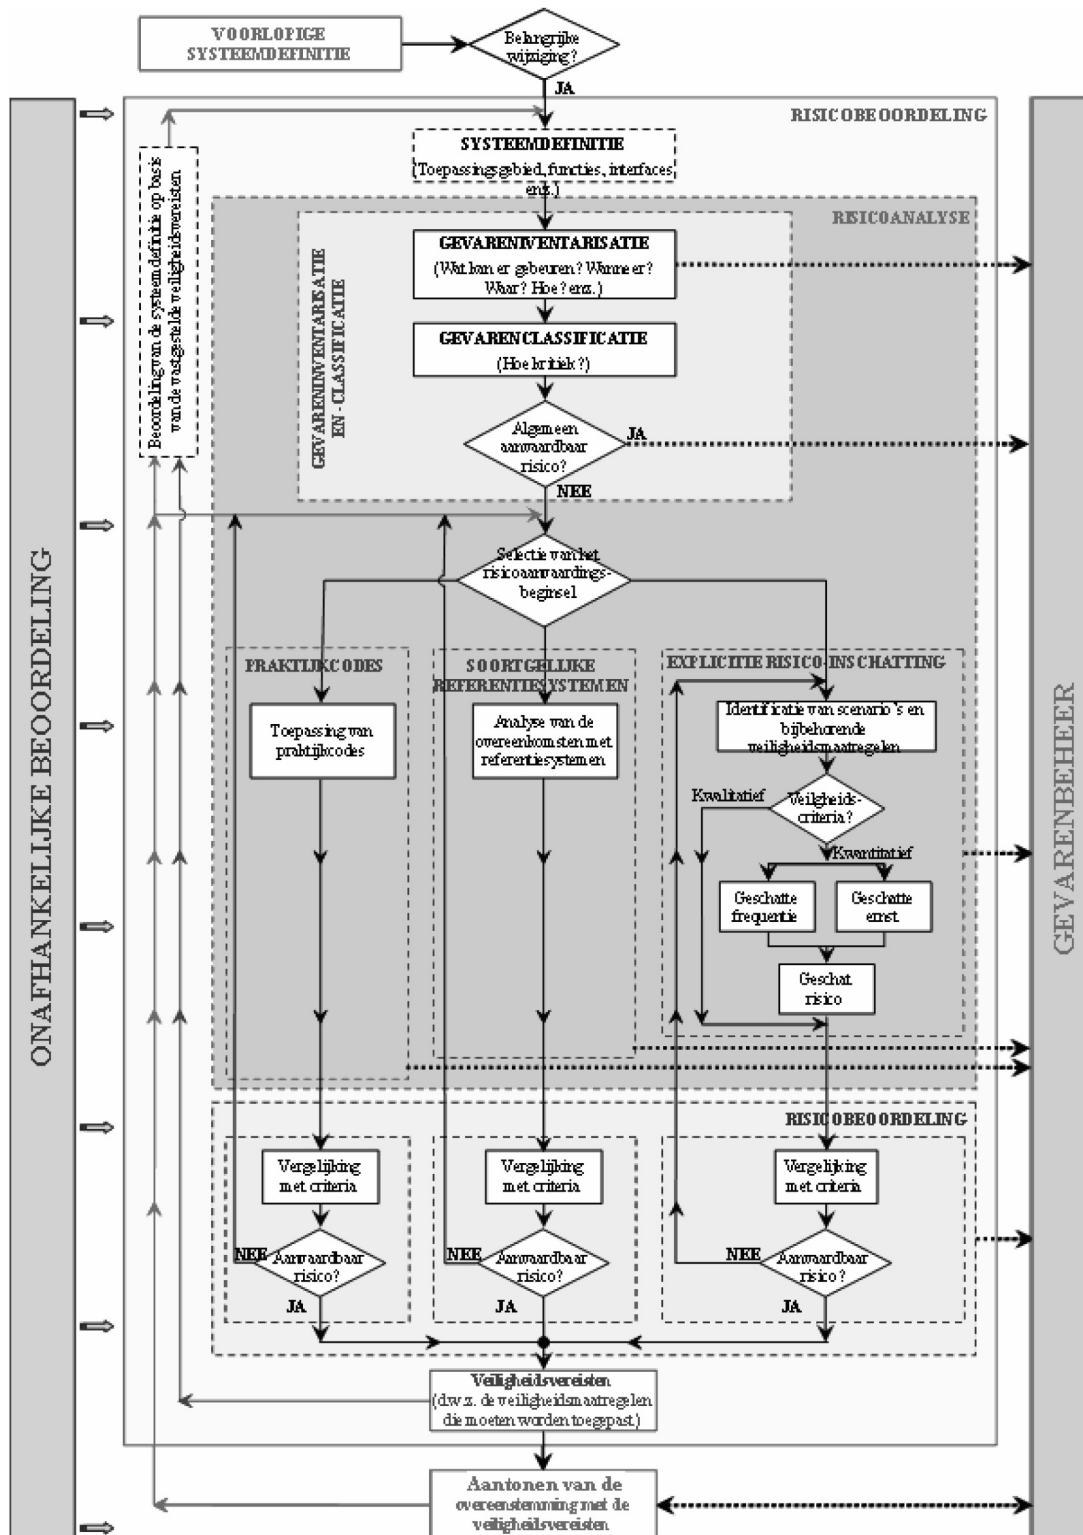 VOORLOPIGE
SYSTEEMDEFINITIE
Belangrijke
wijziging?
JA
RISICOBEOORDELING
SYSTEEMDEFINITIE
(Toepassingsgebied, functies, interfaces
enz.)
Beoordeling van de systeemdefinitie op basis
van de vastgestelde veiligheidsvereisten
RISICOANALYSE
GEVARENINVENTARISATIE
EN -CLASSIFICATIE
GEVARENIVENTARISATIE
(Wat kan er gebeuren? Wanneer?
Waar? Hoe? enz.)
GEVARENCLASSIFICATIE
(Hoe kritiek?)
Algemeen
aanvaardbaar
risico?
JA
NEE
Selectie van het
risicoaanvaardings-
beginsel
PRAKTIJKCODES
SOORTGELIJKE
REFERENTIESYSTEMEN
EXPLICITIE RISICO-INSCHATTING
Toepassing van
praktijkcodes
Analyse van de
overeenkomsten met
referentiesystemen
Identificatie van scenario's en
bijbehorende
veiligheidsmaatregelen
Kwalitatief
Veilgheids-
criteria?
Kwantitatief
Geschatte
frequentie
Geschatte
ernst
Geschat
risico
RISICOBEOORDELING
Vergelijking
met criteria
Vergelijking
met criteria
Vergelijking
met criteria
NEE
Aanvaardbaar
risico?
NEE
Aanvaardbaar
risico?
NEE
Aanvaardbaar
risico?
JA
JA
JA
Veiligheidsvereisten
(d.w.z. de veiligheidsmaatregelen
die moeten worden toegepast)
Aantonen van de
overeenstemming met de
veiligheidsvereisten
ONAFHANKELIJKE BEOORDELING
GEVARENBEHEER